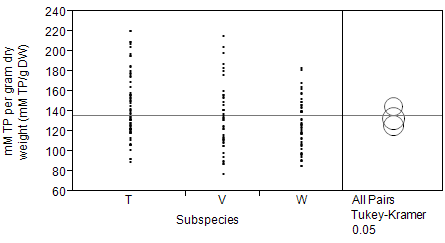 mM TP per gram dry
weight (mM TP/g DW)
240
220
200
180
160
140
120
100
80
60
T V W
Subspecies
All Pairs
Tukey-Kramer
0.05